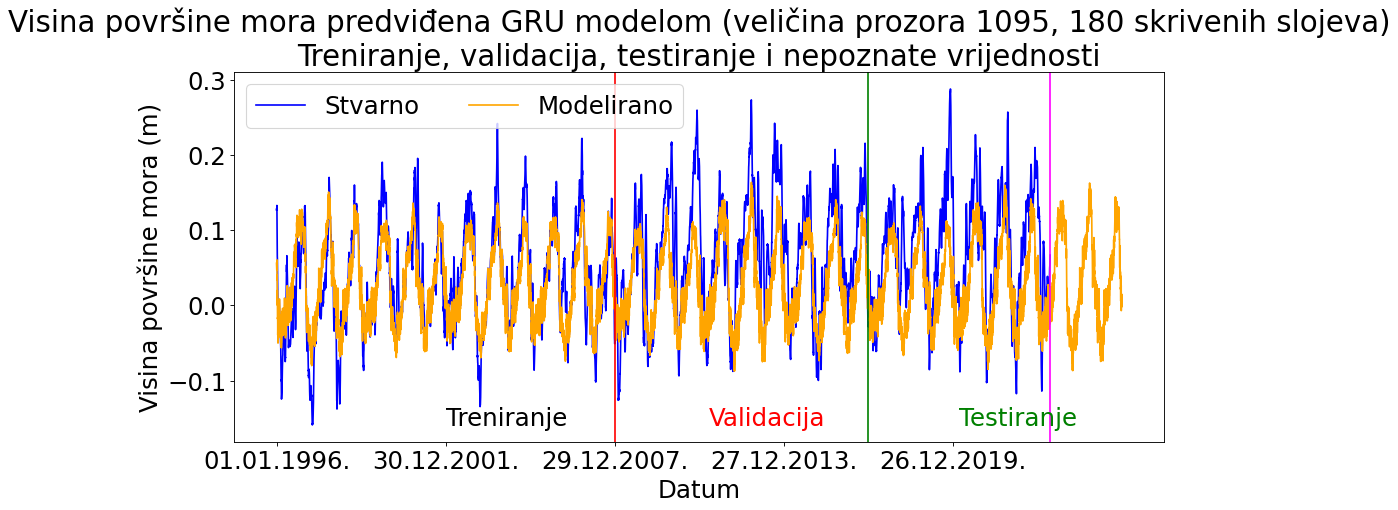 Visina površine mora predviđena GRU modelom (veličina prozora 1095, 180 skrivenih slojeva)
Treniranje, validacija, testiranje i nepoznate vrijednosti
Stvarno
Modelirano
Visina površine mora (m)
0.3
0.2
0.1
0.0
−0.1
Treniranje
Validacija
Testiranje
01.01.1996.
30.12.2001.
29.12.2007.
27.12.2013.
26.12.2019.
Datum